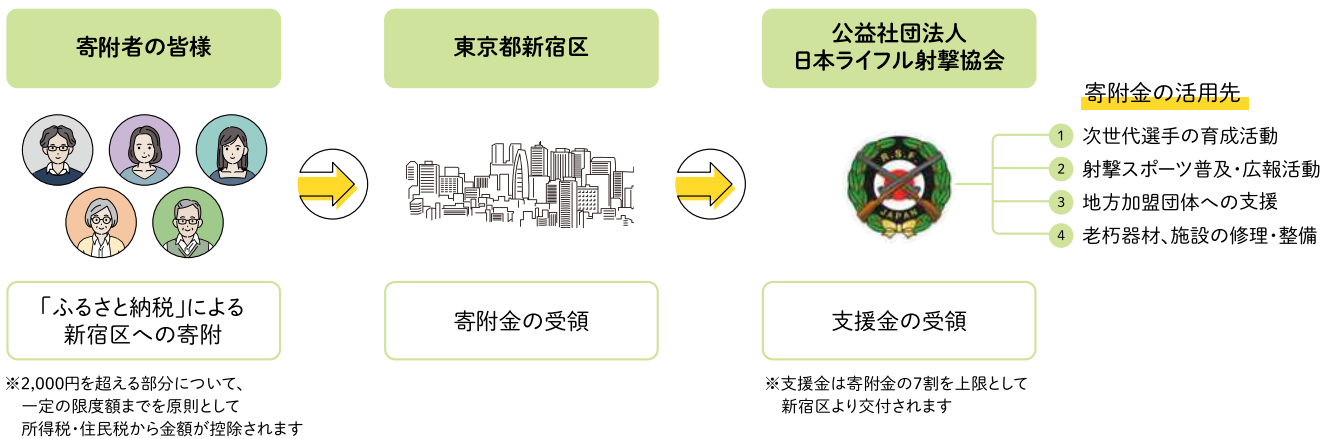 寄附者の皆様
東京都新宿区
公益社団法人
日本ライフル射撃協会
R.S.F.
JAPAN
寄附金の活用先
1 次世代選手の育成活動
2 射撃スポーツ普及・広報活動
3 地方加盟団体への支援
4 老朽器材、施設の修理・整備
「ふるさと納税」による
新宿区への寄附
寄附金の受領
支援金の受領
※2,000円を超える部分について、
一定の限度額までを原則として
所得税・住民税から金額が控除されます
※支援金は寄附金の7割を上限として
新宿区より交付されます